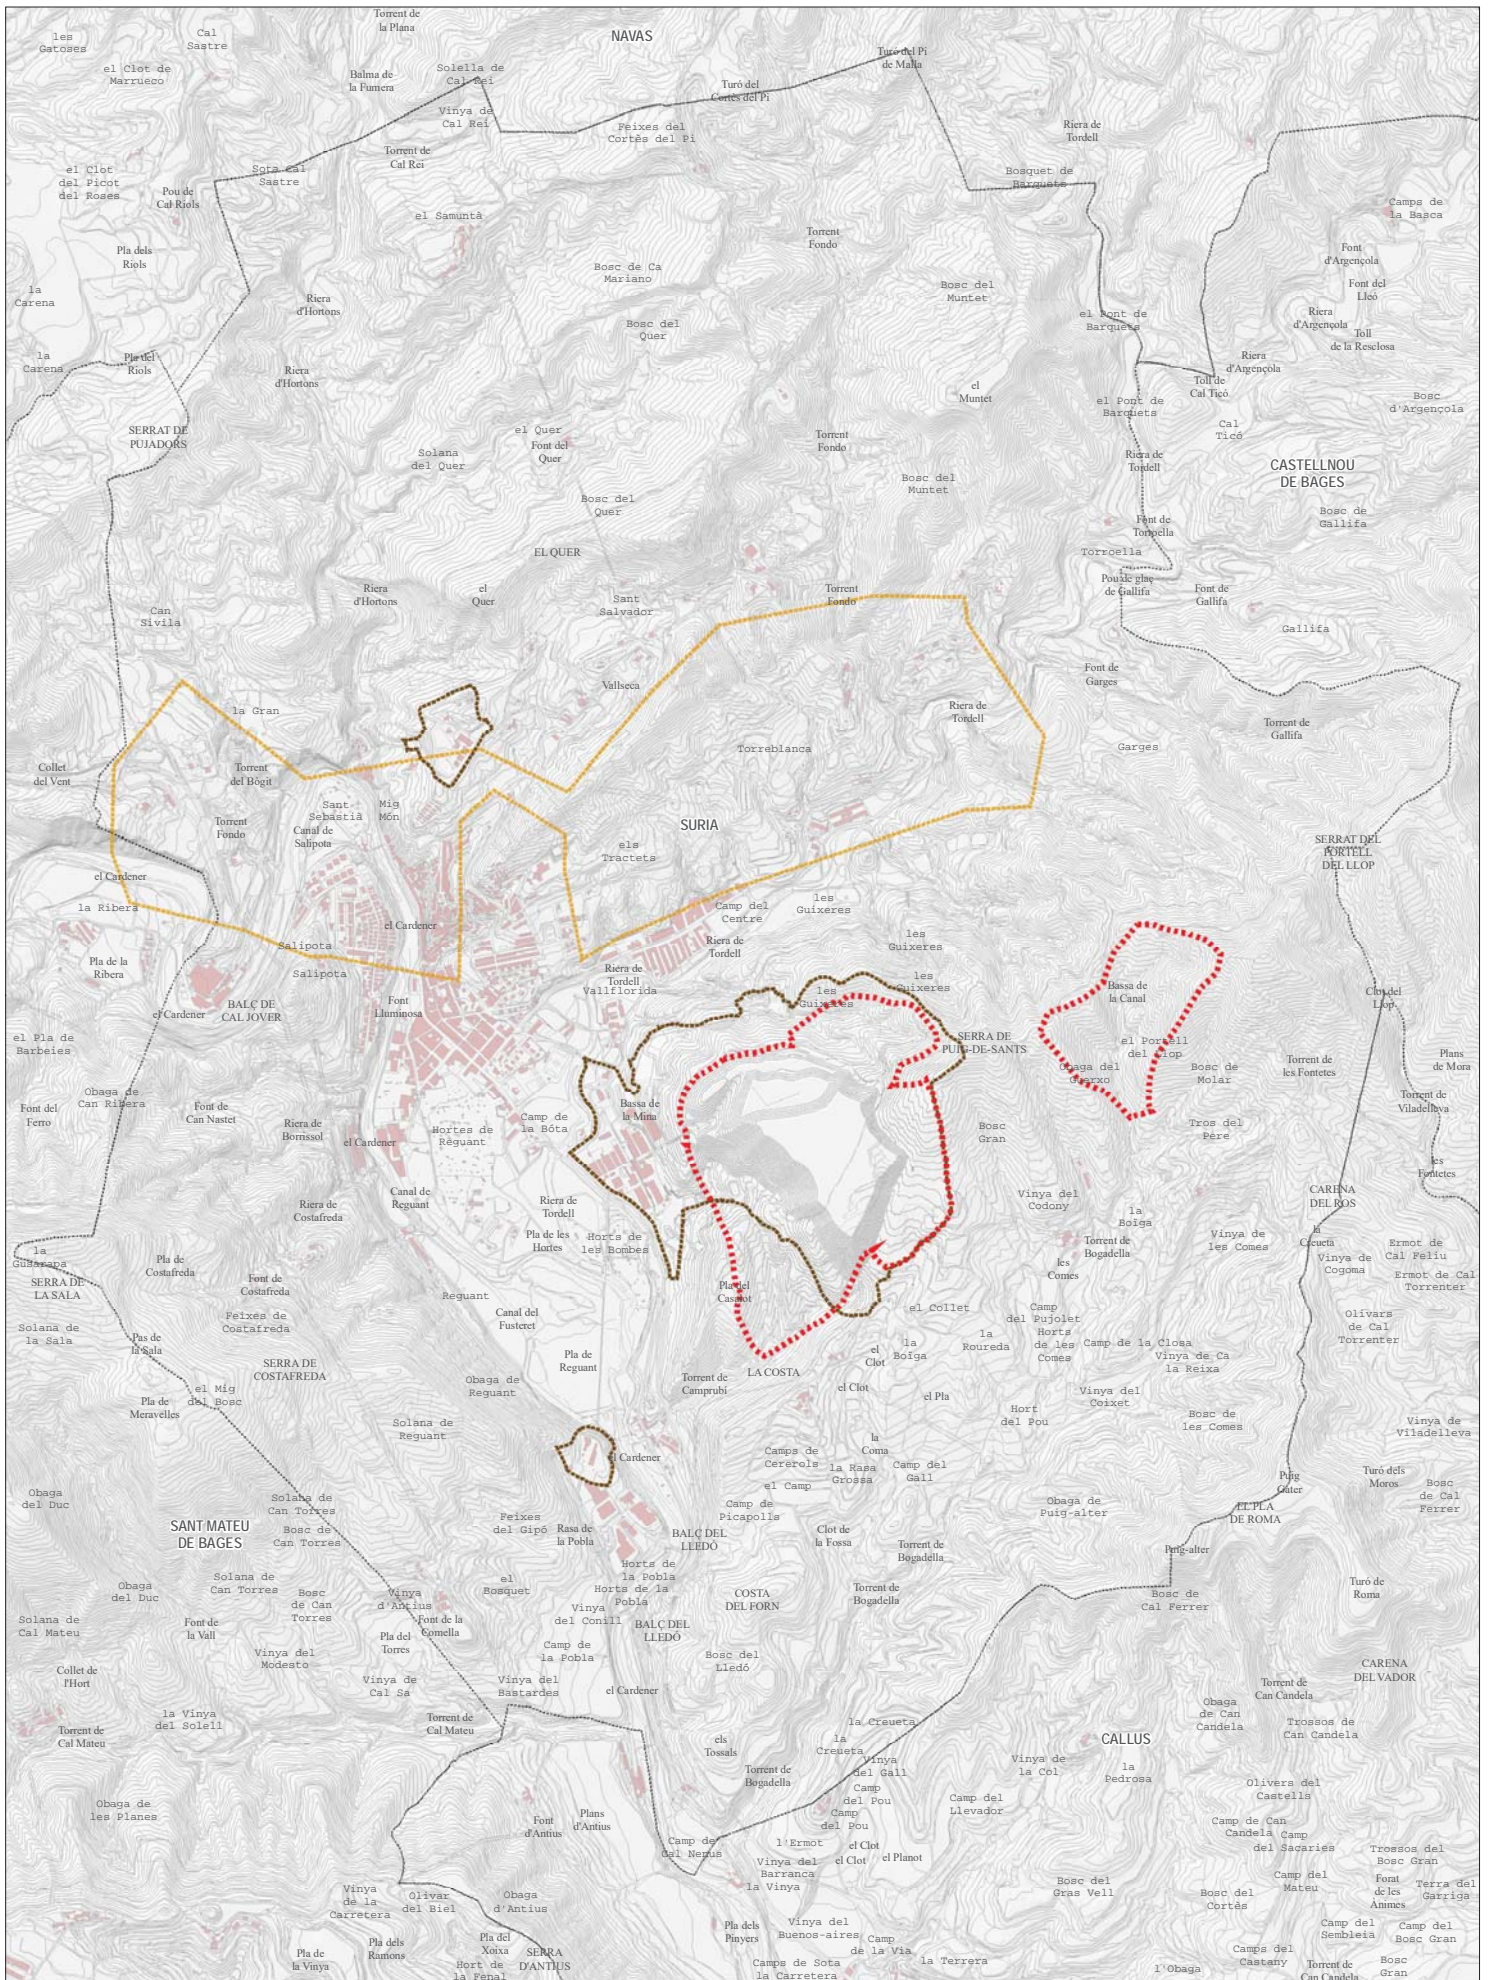 Torrent de
la Plana
les
Gatoses
Cal
Sastre
NAVAS
Turó del Pi
de Malla
el Clot de
Marrueco
Balma de
la Fumera
Solella de
Cal Rei
Turó del
Cortès del Pi
Vinya de
Cal Rei
Feixes del
Cortès del Pi
Riera de
Tordell
Torrent de
Cal Rei
el Clot
del Picot
del Roses
Sota Cal
Sastre
Pou de
Cal Riols
Bosquet de
Barquets
Camps de
la Basca
el Samuntà
Torrent
Fondo
Pla dels
Riols
Font
d'Argençola
Bosc de Ca
Mariano
Font del
Lleó
la
Carena
Riera
d'Hortons
Bosc del
Muntet
el Pont de
Barquets
Riera
d'Argençola
Bosc del
Quer
Toll
de la Resclosa
la
Carena
Pla del
Riols
Riera
d'Hortons
Riera
d'Argençola
el
Muntet
Toll de
Cal Ticó
el Pont de
Barquets
Bosc
d'Argençola
SERRAT DE
PUJADORS
el Quer
Font del
Quer
Torrent
Fondo
Cal
Ticó
Solana
del Quer
Riera de
Tordell
CASTELLNOU
DE BAGES
Bosc del
Muntet
Bosc del
Quer
Bosc de
Gallifa
Font de
Torroella
EL QUER
Torroella
Riera
d'Hortons
el
Quer
Sant
Salvador
Torrent
Fondo
Pou de glaç
de Gallifa
Font de
Gallifa
Can
Sivila
Gallifa
Vallseca
Font de
Garges
la Gran
Riera de
Tordell
Torrent de
Gallifa
Torreblanca
Garges
Collet
del Vent
Torrent
del Bògit
Sant
Sebastià
Mig
Món
Torrent
Fondo
Canal de
Salipota
SURIA
els
Tractets
SERRAT DEL
PORTELL
DEL LLOP
el Cardener
la Ribera
el Cardener
Camp del
Centre
les
Guixeres
Salipota
Riera de
Tordell
les
Guixeres
Pla de la
Ribera
Salipota
Riera de
Tordell
Vallflorida
les
Guixeres
les
Guixeres
Bassa de
la Canal
Clot del
Llop
BALÇ DE
CAL JOVER
el Cardener
Font
Lluminosa
el Pla de
Barbeies
SERRA DE
PUIG-DE-SANTS
el Portell
del Llop
Obaga del
Guerxo
Bosc de
Molar
Torrent de
les Fontetes
Plans
de Mora
Obaga de
Can Ribera
Font del
Ferro
Font de
Can Nastet
Riera de
Borrissol
el Cardener
Hortes de
Règuant
Camp de
la Bóta
Bassa de
la Mina
Torrent de
Viladelleva
Bosc
Gran
Tros del
Père
les
Fontetes
Canal de
Reguant
Riera de
Costafreda
Riera de
Tordell
Vinya del
Codony
CARENA
DEL ROS
la
Boïga
Pla de les
Hortes
Horts de
les Bombes
Torrent de
Bogadella
Vinya de
les Comes
la
Creueta
Vinya de
Cogoma
Ermot de
Cal Feliu
la
Gusarapa
Pla de
Costafreda
Font de
Costafreda
les
Comes
SERRA DE
LA SALA
Ermot de Cal
Torrenter
Pla del
Casalot
Reguant
Canal del
Fusteret
Feixes de
Costafreda
el Collet
Camp
del Pujolet
Horts
de les
Comes
Solana de
la Sala
Pas de
la Sala
la
Boïga
la
Roureda
Camp de la Closa
Vinya de Ca
la Reixa
Olivars
de Cal
Torrenter
el
Clot
SERRA DE
COSTAFREDA
Pla de
Reguant
LA COSTA
Obaga de
Reguant
Torrent de
Camprubí
el Clot
el Pla
el Mig
del Bosc
Pla de
Meravelles
Vinya del
Coixet
Solana de
Reguant
Hort
del Pou
Bosc de
les Comes
Vinya de
Viladelleva
el Cardener
Camps de
Cererols
la
Coma
la Rasa
Grossa
Camp del
Gall
el Camp
Puig
Gater
Turó dels
Moros
Bosc
de Cal
Ferrer
Obaga
del Duc
Solana de
Can Torres
Camp de
Picapolls
Obaga de
Puig-alter
EL PLA
DE ROMA
SANT MATEU
DE BAGES
Bosc de
Can Torres
Feixes
del Gipó
Rasa de
la Pobla
BALÇ DEL
LLEDÓ
Clot de
la Fossa
Torrent de
Bogadella
Puig-alter
Horts de
la Pobla
Solana de
Can Torres
Obaga
del Duc
el
Bosquet
Horts de la
Pobla
COSTA
DEL FORN
Torrent de
Bogadella
Bosc de
Cal Ferrer
Turó de
Roma
Bosc
de Can
Torres
Vinya
d'Antius
Solana de
Cal Mateu
Font de
la Vall
Font de la
Comella
Vinya
del Conill
BALÇ DEL
LLEDÓ
Pla del
Torres
Camp de
la Pobla
Bosc del
Lledó
Vinya del
Modesto
CARENA
DEL VADOR
Collet de
l'Hort
Vinya de
Cal Sa
Vinya del
Bastardes
el Cardener
Torrent de
Can Candela
la Vinya
del Solell
Torrent de
Cal Mateu
Torrent de
Cal Mateu
Obaga
de Can
Candela
Trossos de
Can Candela
la Creueta
els
Tossals
la
Creueta
CALLUS
Vinya
del Gall
Vinya de
la Col
la
Pedrosa
Torrent de
Bogadella
Olivers del
Castells
Camp
del Pou
Obaga de
les Planes
Camp del
Llevador
Font
d'Antius
Plans
d'Antius
Camp
del Pou
Camp de Can
Candela
Camp
del Sacaries
Camp de
Cal Nenus
l'Ermot
el Clot
Vinya del
Barranca
el Clot
el Planot
Trossos del
Bosc Gran
la Vinya
Bosc del
Gras Vell
Camp del
Mateu
Font
de les
Ànimes
Terra del
Garriga
Bosc del
Cortès
Vinya
de la
Carretera
Olivar
del Biel
Obaga
d'Antius
Pla dels
Pinyers
Vinya del
Buenos-aires
Camp
de la Via
Camp del
Sembleia
Camp del
Bosc Gran
Pla de
la Vinya
Pla dels
Ramons
Pla del
Xoixa
SERRA
D'ANTIUS
Hort de
la Fenal
Camps de Sota
la Carretera
la Terrera
l'Obaga
Camps del
Castany
Torrent de
Can Candela
Bosc
Gran